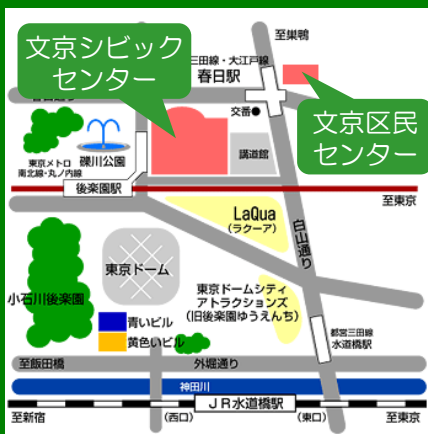 至巣鴨
文京シビック
センター
三田線・大江戸線
春日駅
交番
文京区民
センター
礫川公園
講道館
東京メトロ
南北線・丸ノ内線
後楽園駅
至東京
LaQua
(ラクーア)
白山通り
東京ドーム
小石川後楽園
東京ドームシティ
アトラクションズ
(旧後楽園ゆうえんち)
青いビル
黄色いビル
都営三田線
水道橋駅
至飯田橋
外堀通り
神田川
JR水道橋駅
至新宿
(西口)
(東口)
至東京